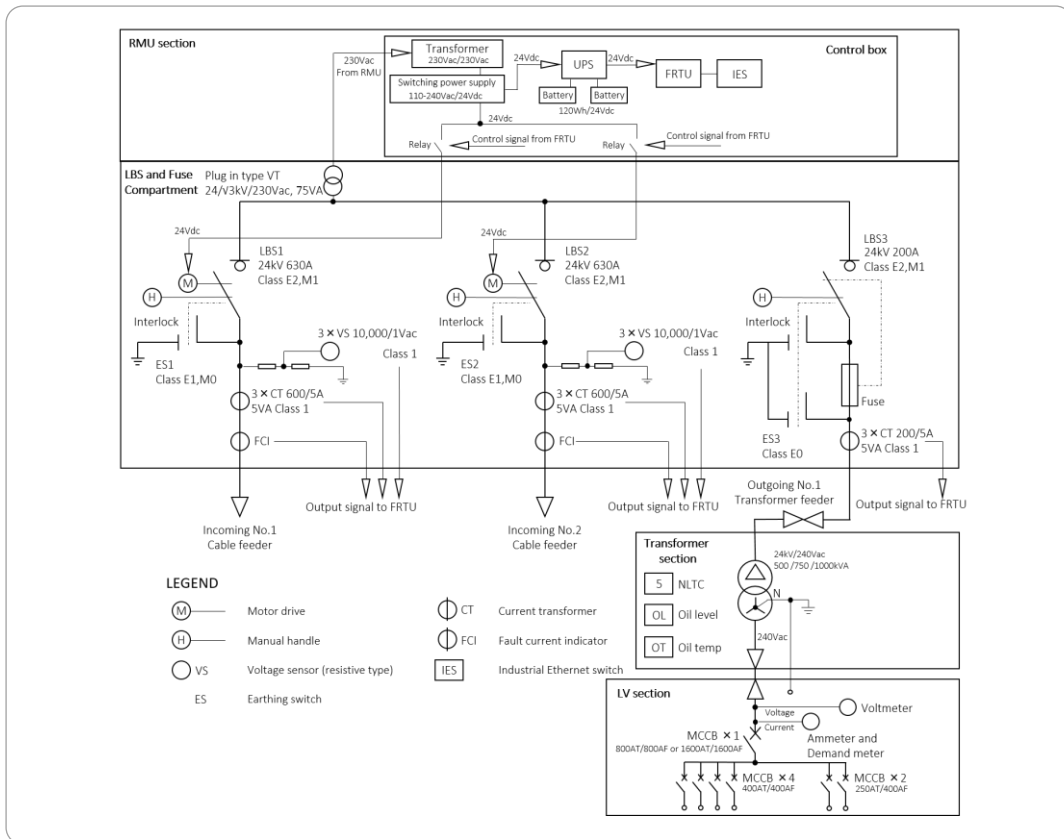 RMU section
Control box
230Vac
From RMU
Transformer
230Vac/230Vac
Switching power supply
110-240Vac/24Vdc
24Vdc
UPS
24Vdc
FRTU
IES
Battery
Battery
120Wh/24Vdc
24Vdc
Relay
Control signal from FRTU
Relay
Control signal from FRTU
LBS and Fuse
Compartment
Plug in type VT
24/√3kV/230Vac, 75VA
24Vdc
M
H
LBS1
24kV 630A
Class E2,M1
Interlock
ES1
Class E1,M0
3 × VS 10,000/1Vac
Class 1
3 × CT 600/5A
5VA Class 1
FCI
24Vdc
M
H
LBS2
24kV 630A
Class E2,M1
Interlock
ES2
Class E1,M0
3 × VS 10,000/1Vac
Class 1
3 × CT 600/5A
5VA Class 1
FCI
LBS3
24kV 200A
Class E2,M1
H
Interlock
Fuse
ES3
Class E0
3 × CT 200/5A
5VA Class 1
Incoming No.1
Cable feeder
Output signal to FRTU
Incoming No.2
Cable feeder
Output signal to FRTU
Outgoing No.1
Transformer feeder
Output signal to FRTU
Transformer
section
24kV/240Vac
500 /750 /1000kVA
5 NLTC
OL Oil level
OT Oil temp
N
240Vac
LV section
Voltage
Voltmeter
Current
Ammeter and
Demand meter
MCCB × 1
800AT/800AF or 1600AT/1600AF
MCCB × 4
400AT/400AF
MCCB × 2
250AT/400AF
LEGEND
M Motor drive
H Manual handle
VS Voltage sensor (resistive type)
ES Earthing switch
CT Current transformer
FCI Fault current indicator
IES Industrial Ethernet switch